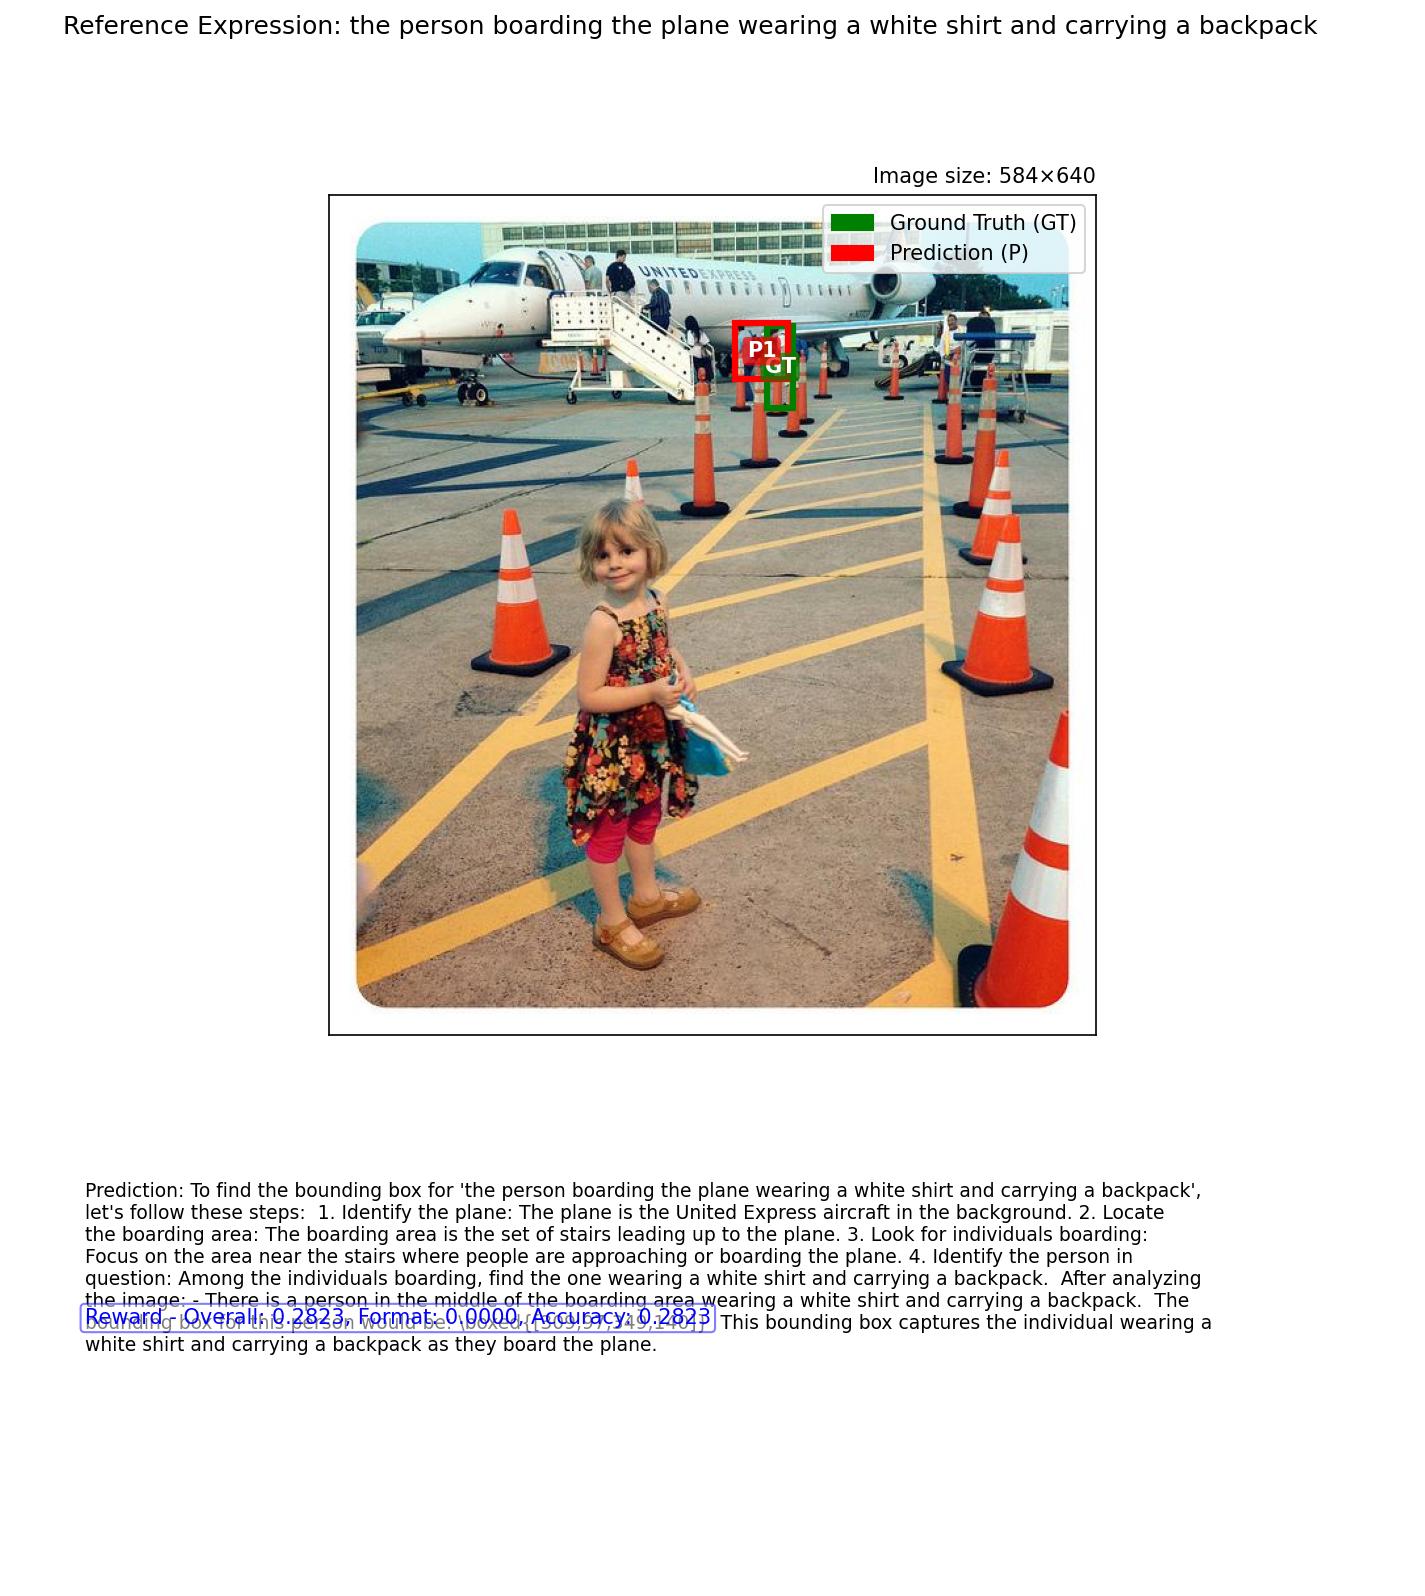 Reference Expression: the person boarding the plane wearing a white shirt and carrying a backpack
Image size: 584×640
Ground Truth (GT)
Prediction (P)
UNITEDEXPRESS
P1
GT
Prediction: To find the bounding box for 'the person boarding the plane wearing a white shirt and carrying a backpack',
let's follow these steps:  1. Identify the plane: The plane is the United Express aircraft in the background. 2. Locate
the boarding area: The boarding area is the set of stairs leading up to the plane. 3. Look for individuals boarding:
Focus on the area near the stairs where people are approaching or boarding the plane. 4. Identify the person in
question: Among the individuals boarding, find the one wearing a white shirt and carrying a backpack.  After analyzing
the image: - There is a person in the middle of the boarding area wearing a white shirt and carrying a backpack.  The
Reward - Overall: 0.2823, Format: 0.0000, Accuracy: 0.2823
bounding box for this person would be: \boxed{[309,97,349,140]}  This bounding box captures the individual wearing a
white shirt and carrying a backpack as they board the plane.